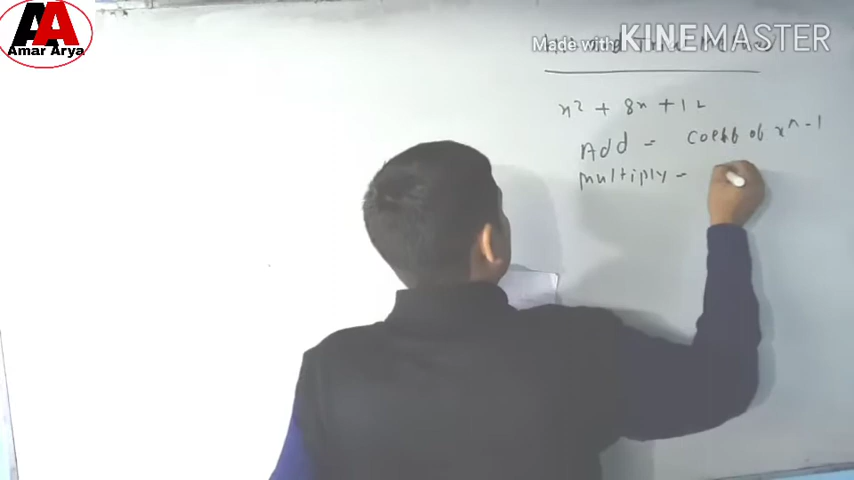 AA
Amar Arya
Made with KINEMASTER
x² + 8x + 12
Add = coeff of x^n-1
multiply =